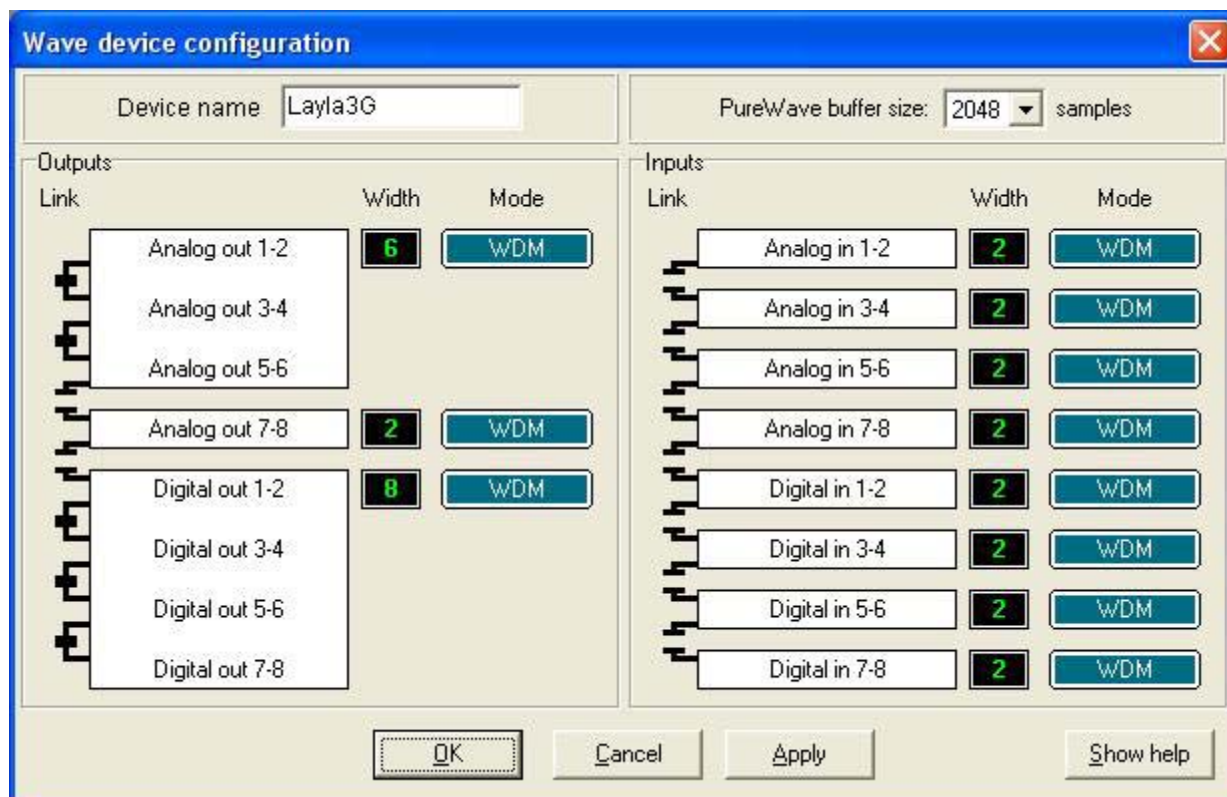 Wave device configuration
Device name Layla3G
PureWave buffer size: 2048 samples
Outputs
Link Width Mode
Analog out 1-2 6 WDM
Analog out 3-4
Analog out 5-6
Analog out 7-8 2 WDM
Digital out 1-2 8 WDM
Digital out 3-4
Digital out 5-6
Digital out 7-8
Inputs
Link Width Mode
Analog in 1-2 2 WDM
Analog in 3-4 2 WDM
Analog in 5-6 2 WDM
Analog in 7-8 2 WDM
Digital in 1-2 2 WDM
Digital in 3-4 2 WDM
Digital in 5-6 2 WDM
Digital in 7-8 2 WDM
OK Cancel Apply Show help